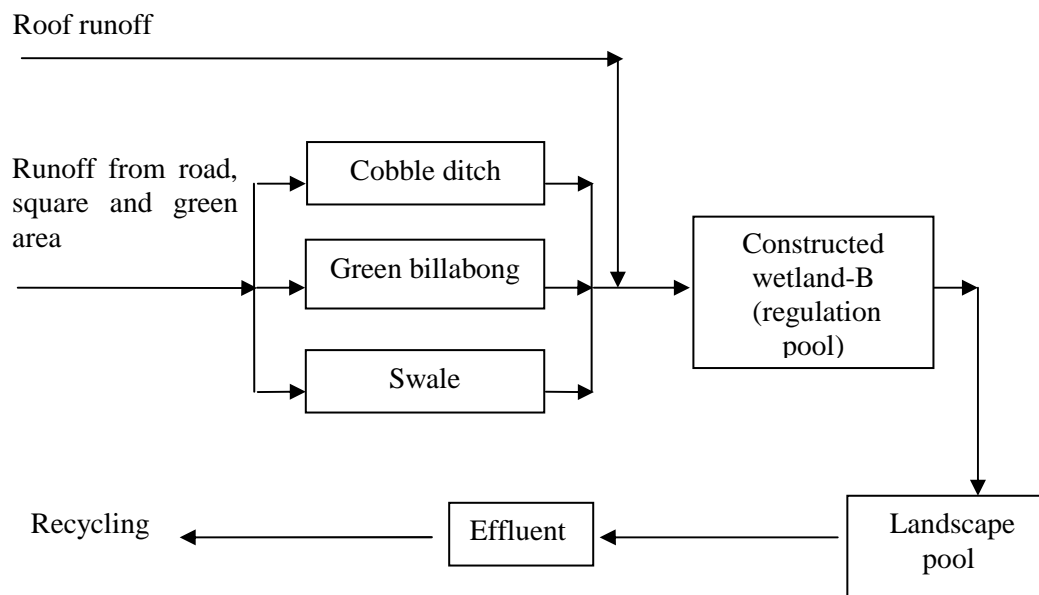 Roof runoff
Runoff from road,
square and green
area
Cobble ditch
Green billabong
Swale
Constructed
wetland-B
(regulation
pool)
Landscape
pool
Effluent
Recycling